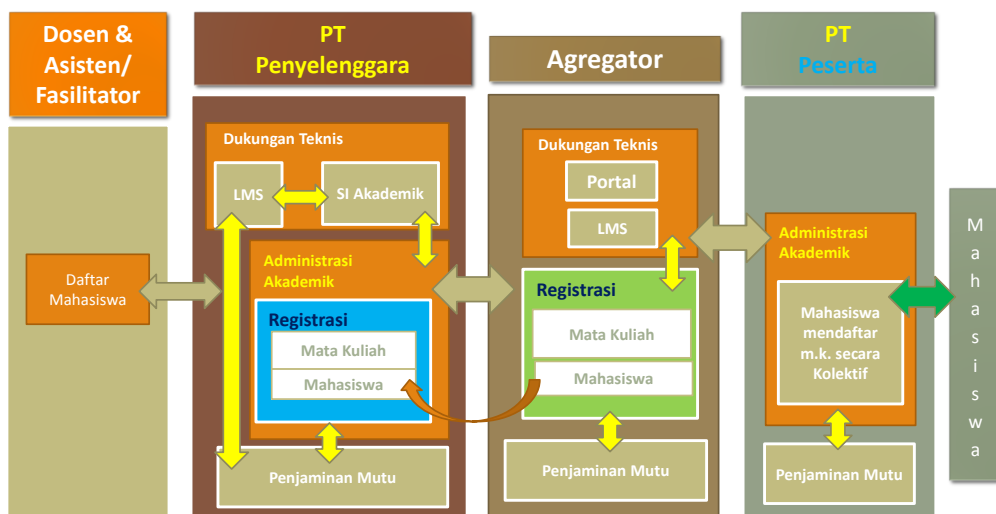 Dosen &
Asisten/
Fasilitator
PT
Penyelenggara
Agregator
PT
Peserta
Daftar
Mahasiswa
Dukungan Teknis
LMS
SI Akademik
Administrasi
Akademik
Registrasi
Mata Kuliah
Mahasiswa
Penjaminan Mutu
Dukungan Teknis
Portal
LMS
Registrasi
Mata Kuliah
Mahasiswa
Penjaminan Mutu
Administrasi
Akademik
Mahasiswa
mendaftar
m.k. secara
Kolektif
Penjaminan Mutu
M
a
h
a
s
i
s
w
a